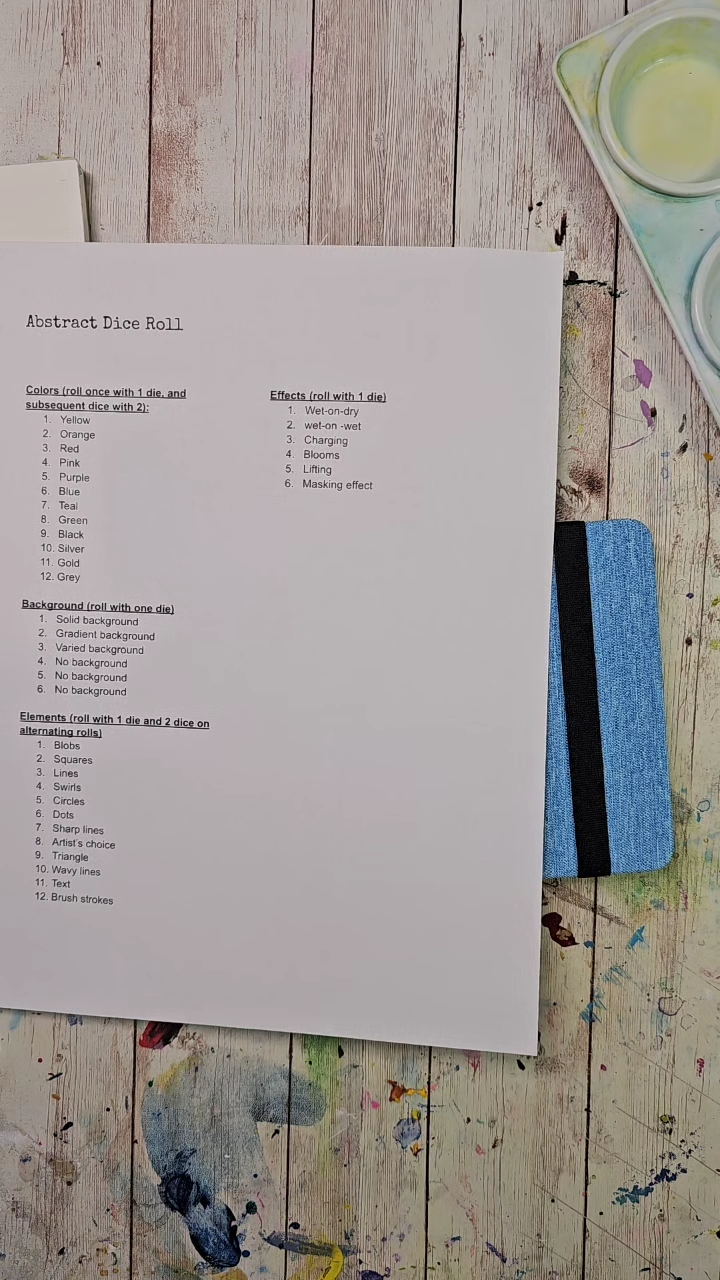 Abstract Dice Roll
Colors (roll once with 1 die, and
subsequent dice with 2):
1. Yellow
2. Orange
3. Red
4. Pink
5. Purple
6. Blue
7. Teal
8. Green
9. Black
10. Silver
11. Gold
12. Grey
Background (roll with one die)
1. Solid background
2. Gradient background
3. Varied background
4. No background
5. No background
6. No background
Elements (roll with 1 die and 2 dice on
alternating rolls)
1. Blobs
2. Squares
3. Lines
4. Swirls
5. Circles
6. Dots
7. Sharp lines
8. Artist's choice
9. Triangle
10. Wavy lines
11. Text
12. Brush strokes
Effects (roll with 1 die)
1. Wet-on-dry
2. wet-on -wet
3. Charging
4. Blooms
5. Lifting
6. Masking effect